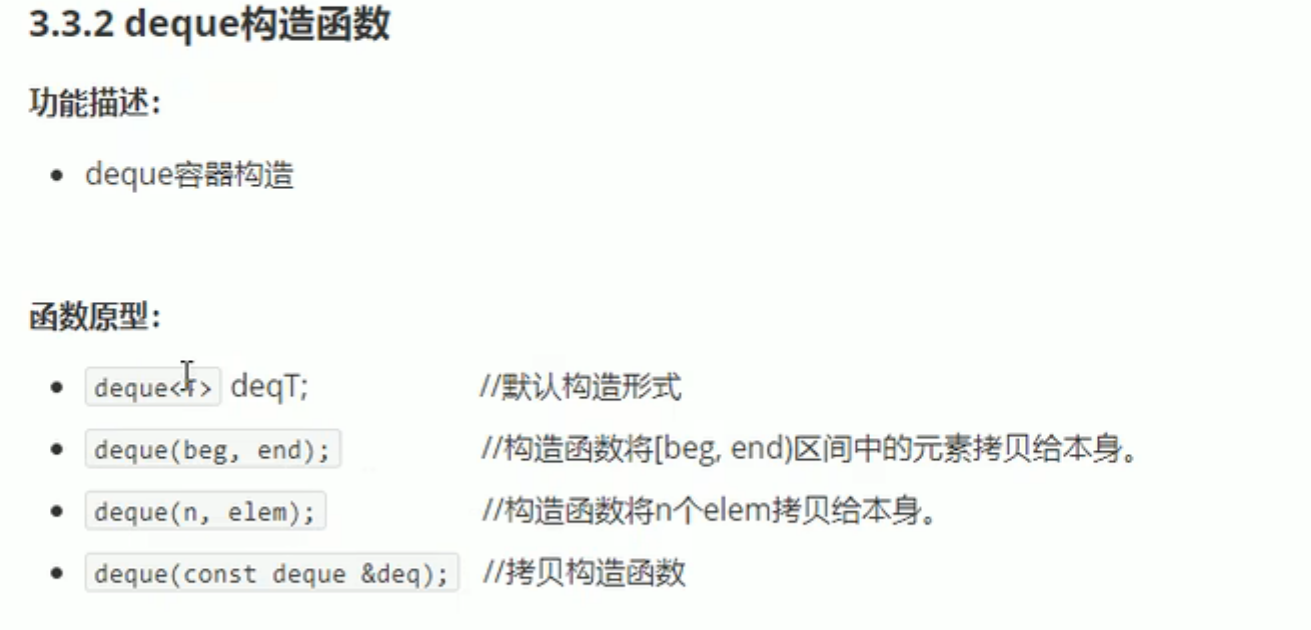 3.3.2 deque构造函数
功能描述：
deque容器构造
函数原型：
deque<T> deqT; //默认构造形式
deque(beg, end); //构造函数将[beg, end)区间中的元素拷贝给本身。
deque(n, elem); //构造函数将n个elem拷贝给本身。
deque(const deque &deq); //拷贝构造函数